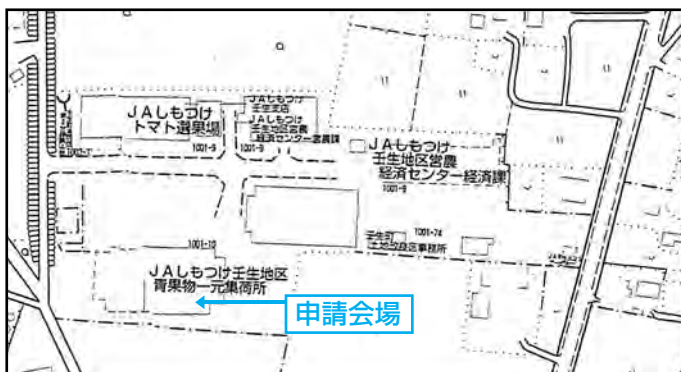 JAしもつけ
トマト選果場
1001-9
JAしもつけ
壬生支店
JAしもつけ
壬生地区営農
経済センター営農課
1001-9
JAしもつけ
壬生地区営農
経済センター経済課
1001-9
壬生町
土地改良区事務所
1001-74
1001-10
JAしもつけ壬生地区
青果物一元集荷所
申請会場